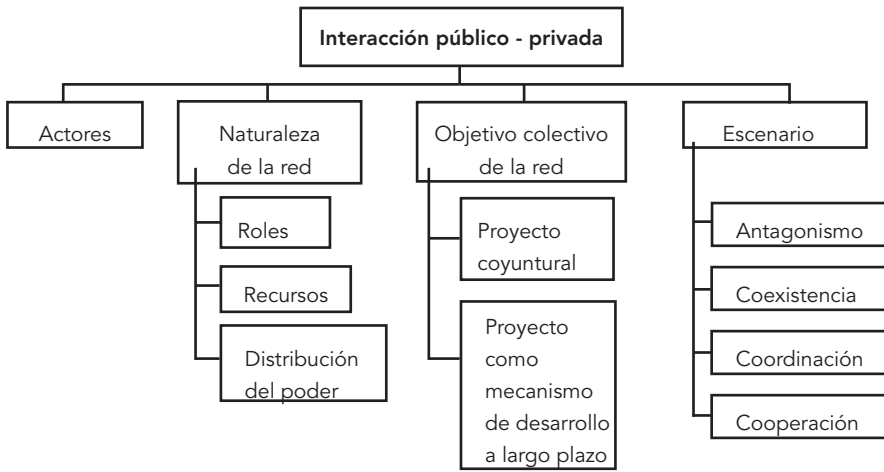 Interacción público - privada
Actores
Naturaleza
de la red
Roles
Recursos
Distribución
del poder
Objetivo colectivo
de la red
Proyecto
coyuntural
Proyecto
como
mecanismo
de desarrollo
a largo plazo
Escenario
Antagonismo
Coexistencia
Coordinación
Cooperación